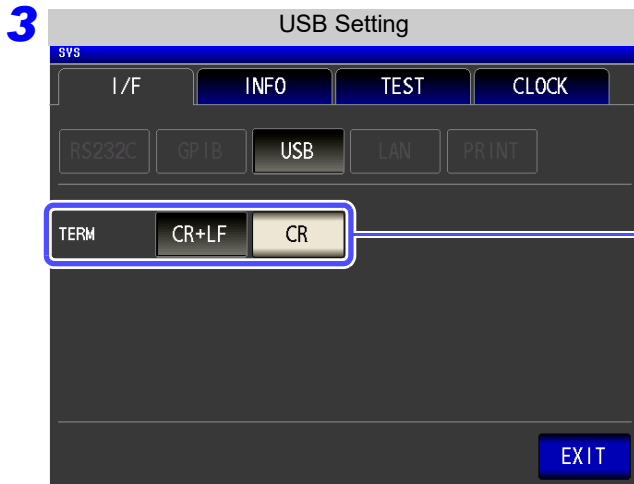 3
USB Setting
SYS
I/F INFO TEST CLOCK
RS232C GPIB USB LAN PRINT
TERM CR+LF CR
EXIT